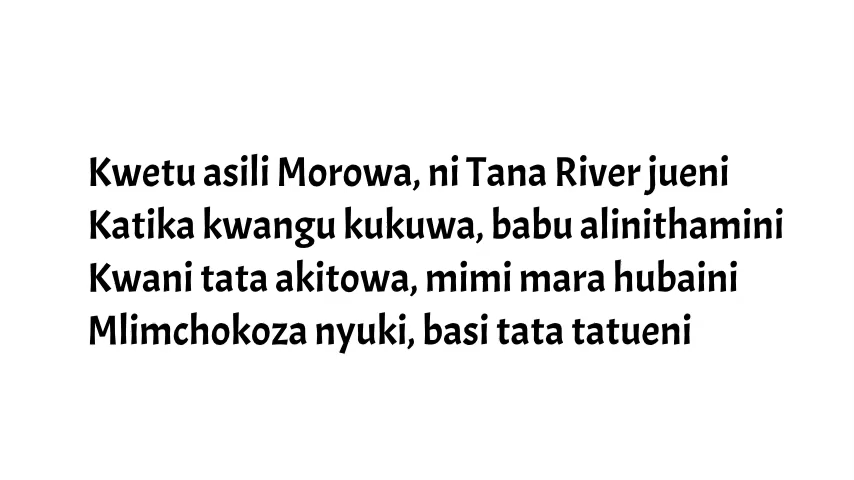 Kwetu asili Morowa, ni Tana River jueni
Katika kwangu kukuwa, babu alinithamini
Kwani tata akitowa, mimi mara hubaini
Mlimchokoza nyuki, basi tata tatueni